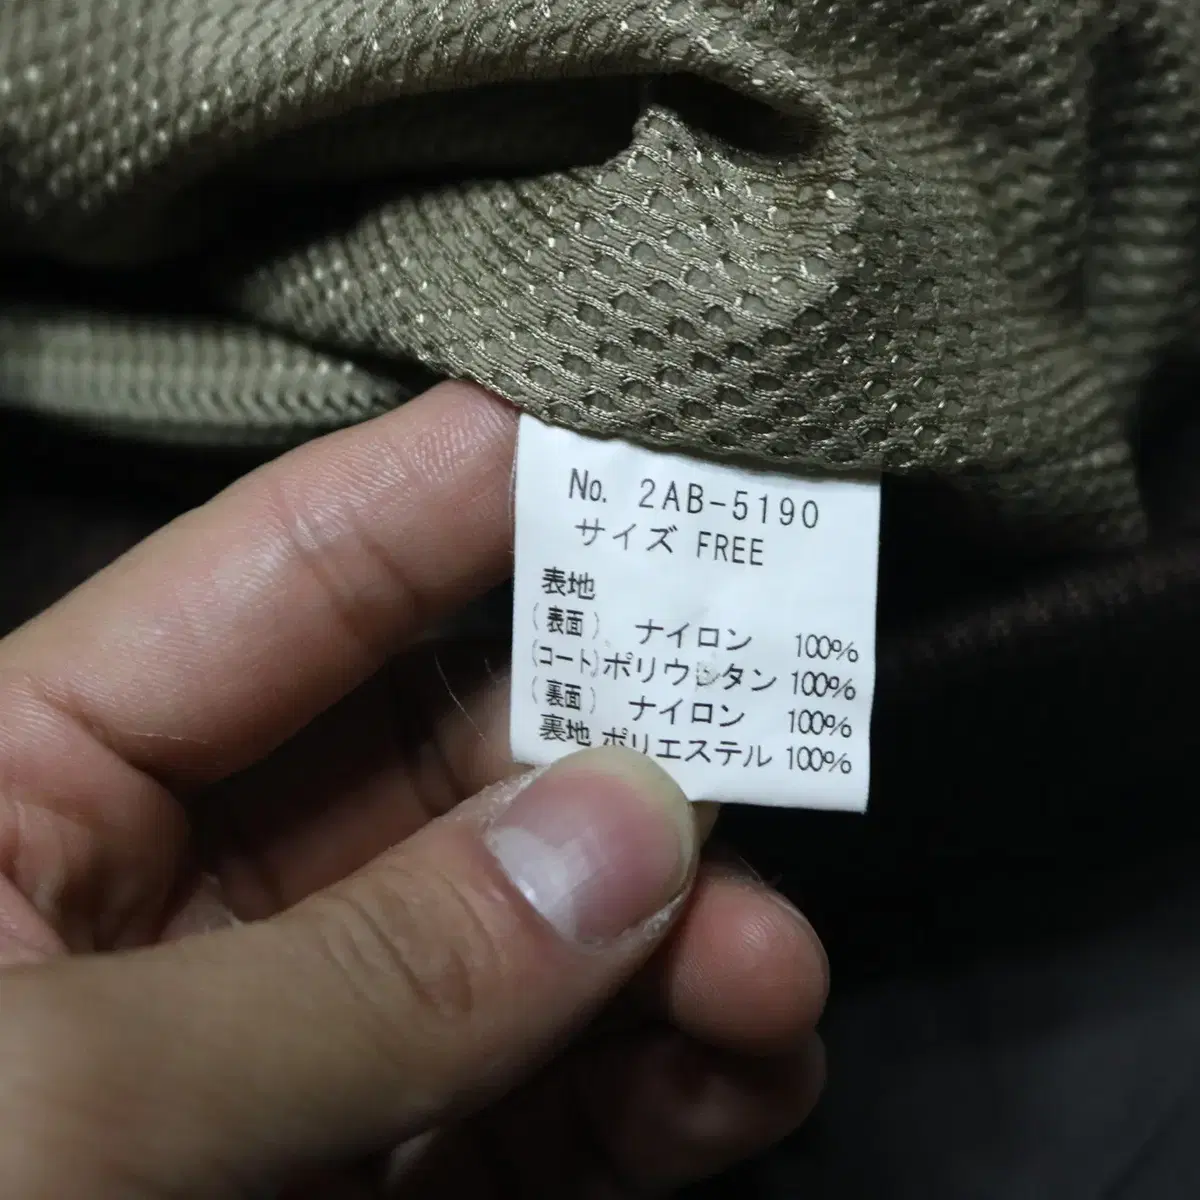 No. 2AB-5190
サイズ FREE
表地
(表面) ナイロン 100%
(コート)ポリウレタン 100%
(裏面) ナイロン 100%
裏地 ポリエステル 100%